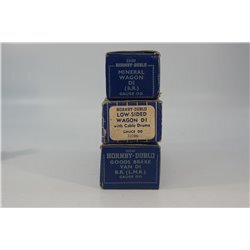 HORNBY-DUBLO
MINERAL
WAGON
D1
(B.R.)
GAUGE OO
HORNBY-DUBLO
LOW-SIDED
WAGON D1
with Cable Drums
GAUGE OO
HORNBY-DUBLO
GOODS BRAKE
VAN D1
B.R. (L.M.R.)
GAUGE OO